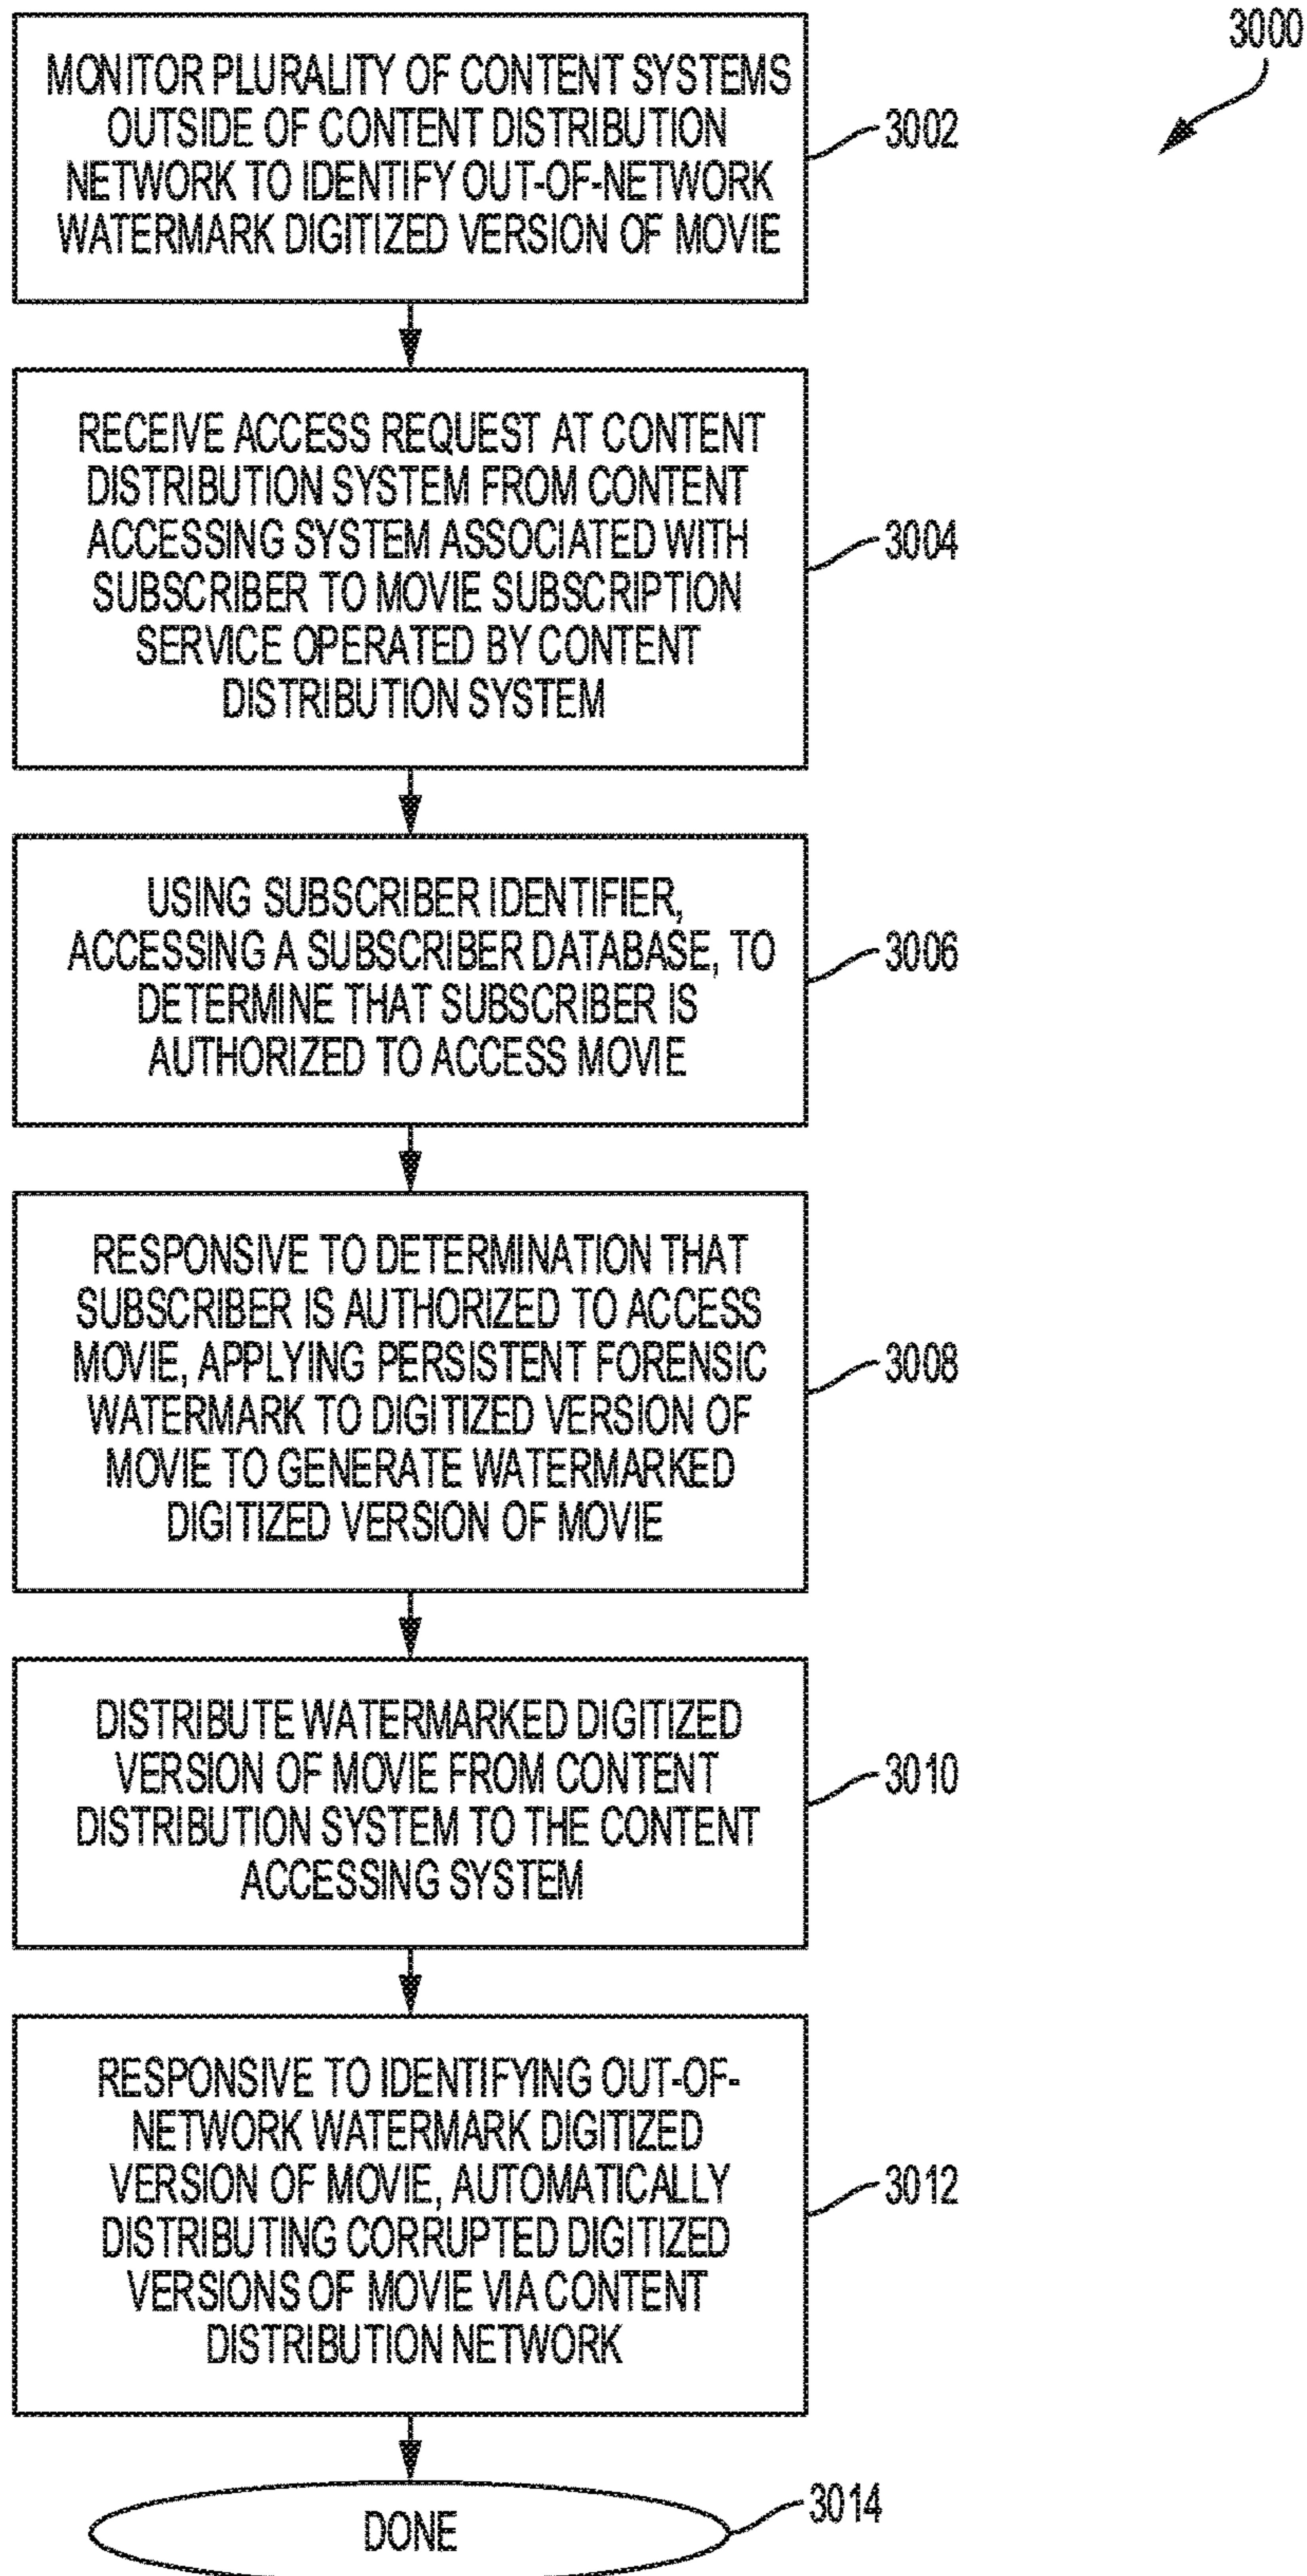 3000
MONITOR PLURALITY OF CONTENT SYSTEMS
OUTSIDE OF CONTENT DISTRIBUTION
NETWORK TO IDENTIFY OUT-OF-NETWORK
WATERMARK DIGITIZED VERSION OF MOVIE
3002
RECEIVE ACCESS REQUEST AT CONTENT
DISTRIBUTION SYSTEM FROM CONTENT
ACCESSING SYSTEM ASSOCIATED WITH
SUBSCRIBER TO MOVIE SUBSCRIPTION
SERVICE OPERATED BY CONTENT
DISTRIBUTION SYSTEM
3004
USING SUBSCRIBER IDENTIFIER,
ACCESSING A SUBSCRIBER DATABASE, TO
DETERMINE THAT SUBSCRIBER IS
AUTHORIZED TO ACCESS MOVIE
3006
RESPONSIVE TO DETERMINATION THAT
SUBSCRIBER IS AUTHORIZED TO ACCESS
MOVIE, APPLYING PERSISTENT FORENSIC
WATERMARK TO DIGITIZED VERSION OF
MOVIE TO GENERATE WATERMARKED
DIGITIZED VERSION OF MOVIE
3008
DISTRIBUTE WATERMARKED DIGITIZED
VERSION OF MOVIE FROM CONTENT
DISTRIBUTION SYSTEM TO THE CONTENT
ACCESSING SYSTEM
3010
RESPONSIVE TO IDENTIFYING OUT-OF-
NETWORK WATERMARK DIGITIZED
VERSION OF MOVIE, AUTOMATICALLY
DISTRIBUTING CORRUPTED DIGITIZED
VERSIONS OF MOVIE VIA CONTENT
DISTRIBUTION NETWORK
3012
DONE
3014